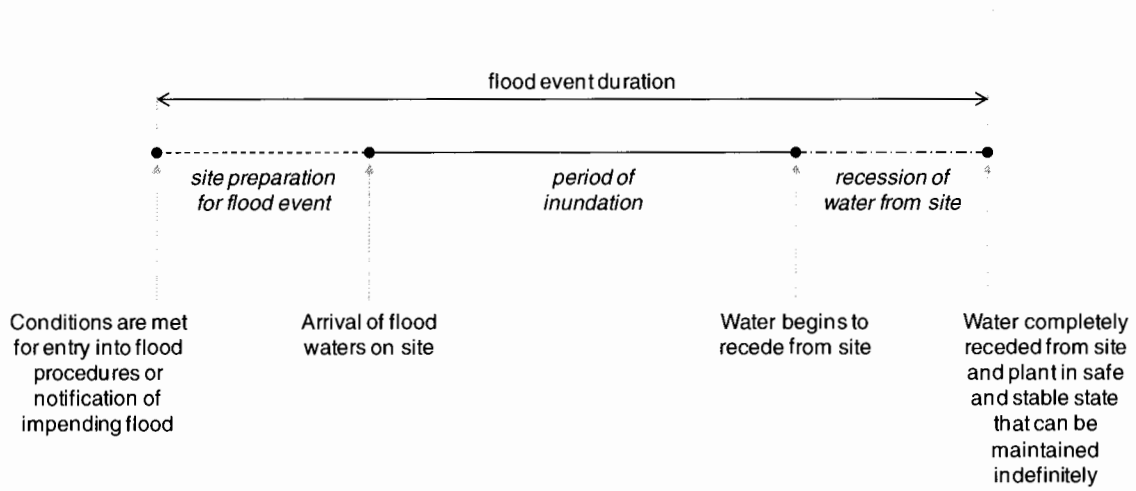 flood event duration
site preparation
for flood event
period of
inundation
recession of
water from site
Conditions are met
for entry into flood
procedures or
notification of
impending flood
Arrival of flood
waters on site
Water begins to
recede from site
Water completely
receded from site
and plant in safe
and stable state
that can be
maintained
indefinitely